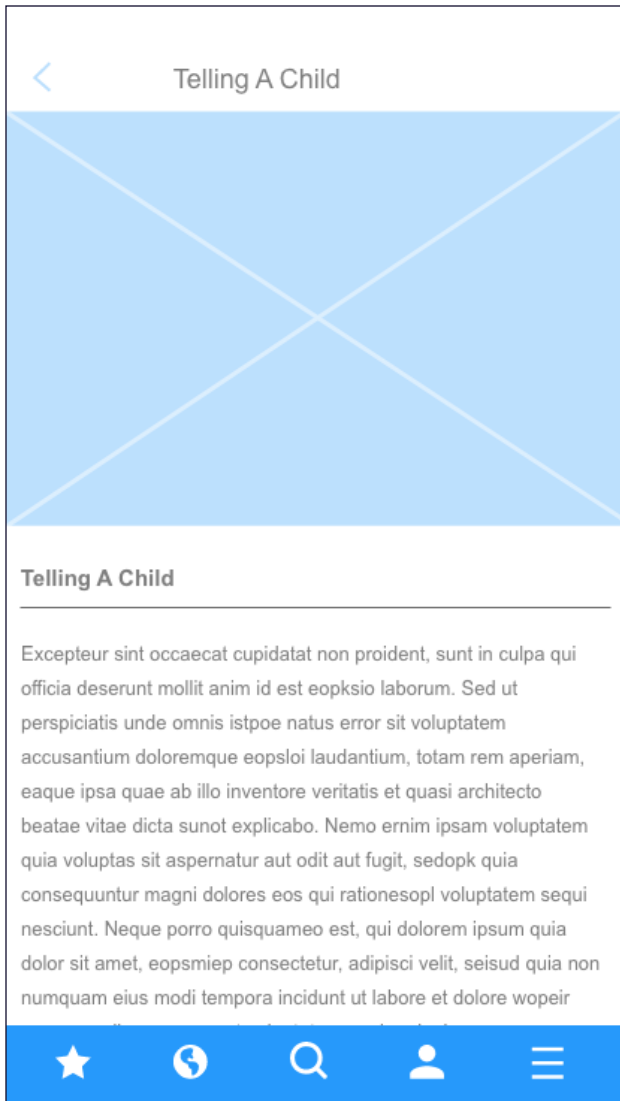 Telling A Child
Telling A Child
Excepteur sint occaecat cupidatat non proident, sunt in culpa qui
officia deserunt mollit anim id est eopksio laborum. Sed ut
perspiciatis unde omnis istpoe natus error sit voluptatem
accusantium doloremque eopsloi laudantium, totam rem aperiam,
eaque ipsa quae ab illo inventore veritatis et quasi architecto
beatae vitae dicta sunot explicabo. Nemo ernim ipsam voluptatem
quia voluptas sit aspernatur aut odit aut fugit, sedopk quia
consequuntur magni dolores eos qui rationesopl voluptatem sequi
nesciunt. Neque porro quisquameo est, qui dolorem ipsum quia
dolor sit amet, eopsmiep consectetur, adipisci velit, seisud quia non
numquam eius modi tempora incidunt ut labore et dolore wopeir